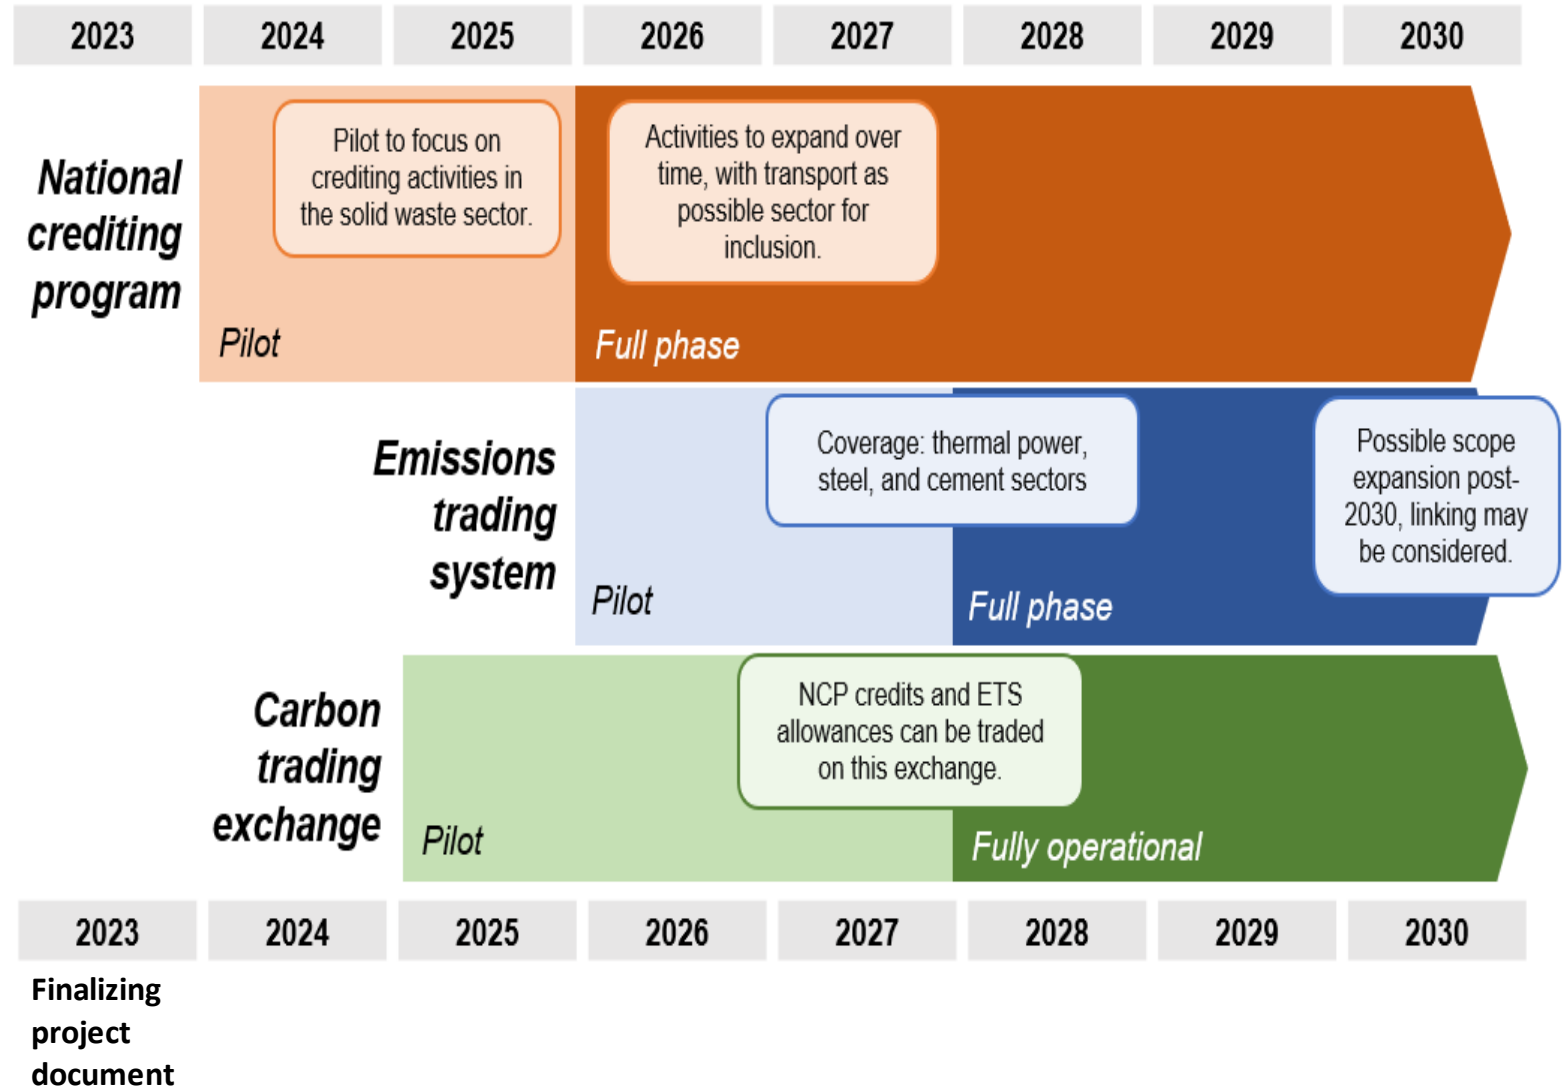 2023 2024 2025 2026 2027 2028 2029 2030
National
crediting
program
Pilot to focus on
crediting activities in
the solid waste sector.
Pilot
Activities to expand over
time, with transport as
possible sector for
inclusion.
Full phase
Emissions
trading
system
Pilot
Coverage: thermal power,
steel, and cement sectors
Full phase
Possible scope
expansion post-
2030, linking may
be considered.
Carbon
trading
exchange
Pilot
NCP credits and ETS
allowances can be traded
on this exchange.
Fully operational
2023 2024 2025 2026 2027 2028 2029 2030
Finalizing
project
document